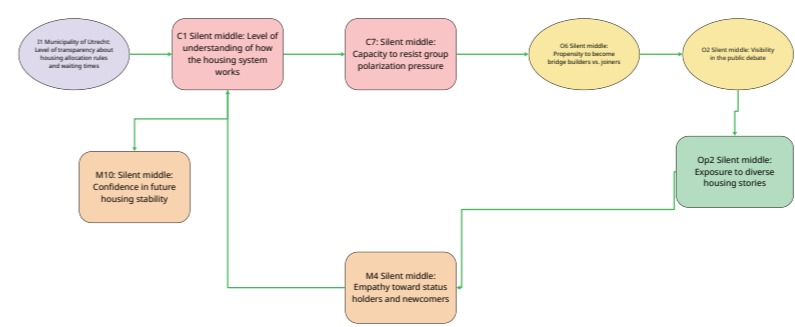 I1 Municipality of Utrecht:
Level of transparency about
housing allocation rules
and waiting times
C1 Silent middle: Level of
understanding of how
the housing system
works
C7: Silent middle:
Capacity to resist group
polarization pressure
O6 Silent middle:
Propensity to become
bridge builders vs. joiners
O2 Silent middle: Visibility
in the public debate
M10: Silent middle:
Confidence in future
housing stability
Op2 Silent middle:
Exposure to diverse
housing stories
M4 Silent middle:
Empathy toward status
holders and newcomers